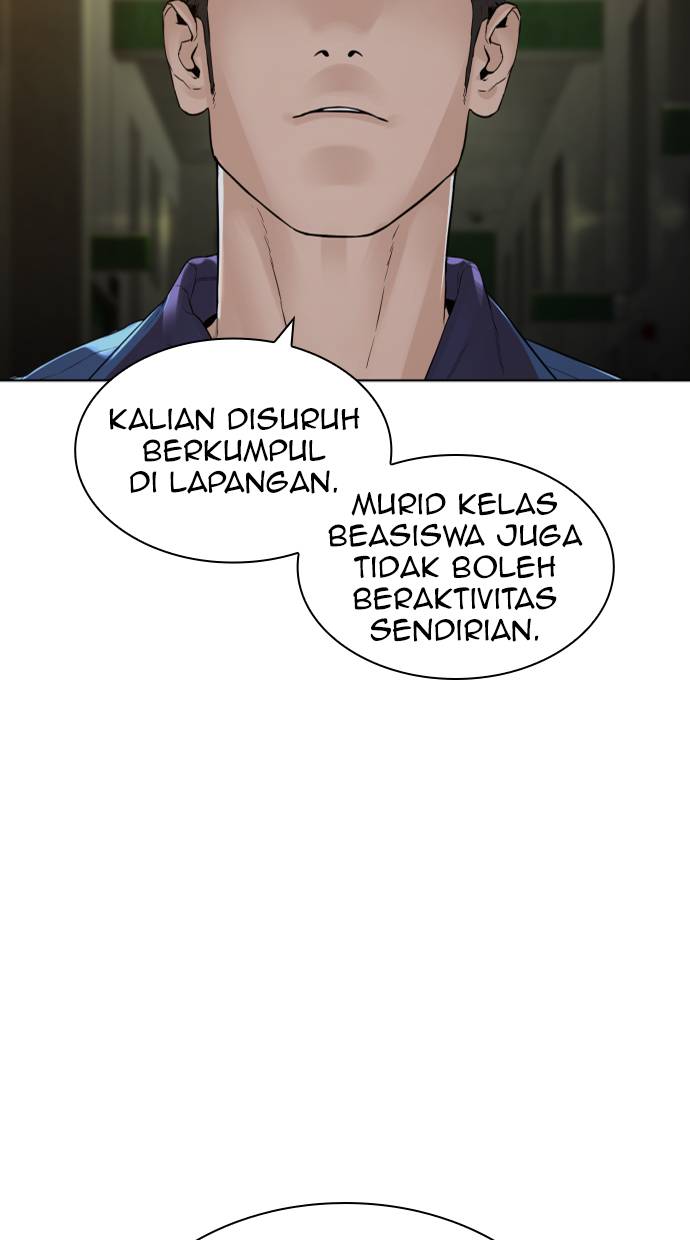 KALIAN DISURUH
BERKUMPUL
DI LAPANGAN.
MURID KELAS
BEASISWA JUGA
TIDAK BOLEH
BERAKTIVITAS
SENDIRIAN.